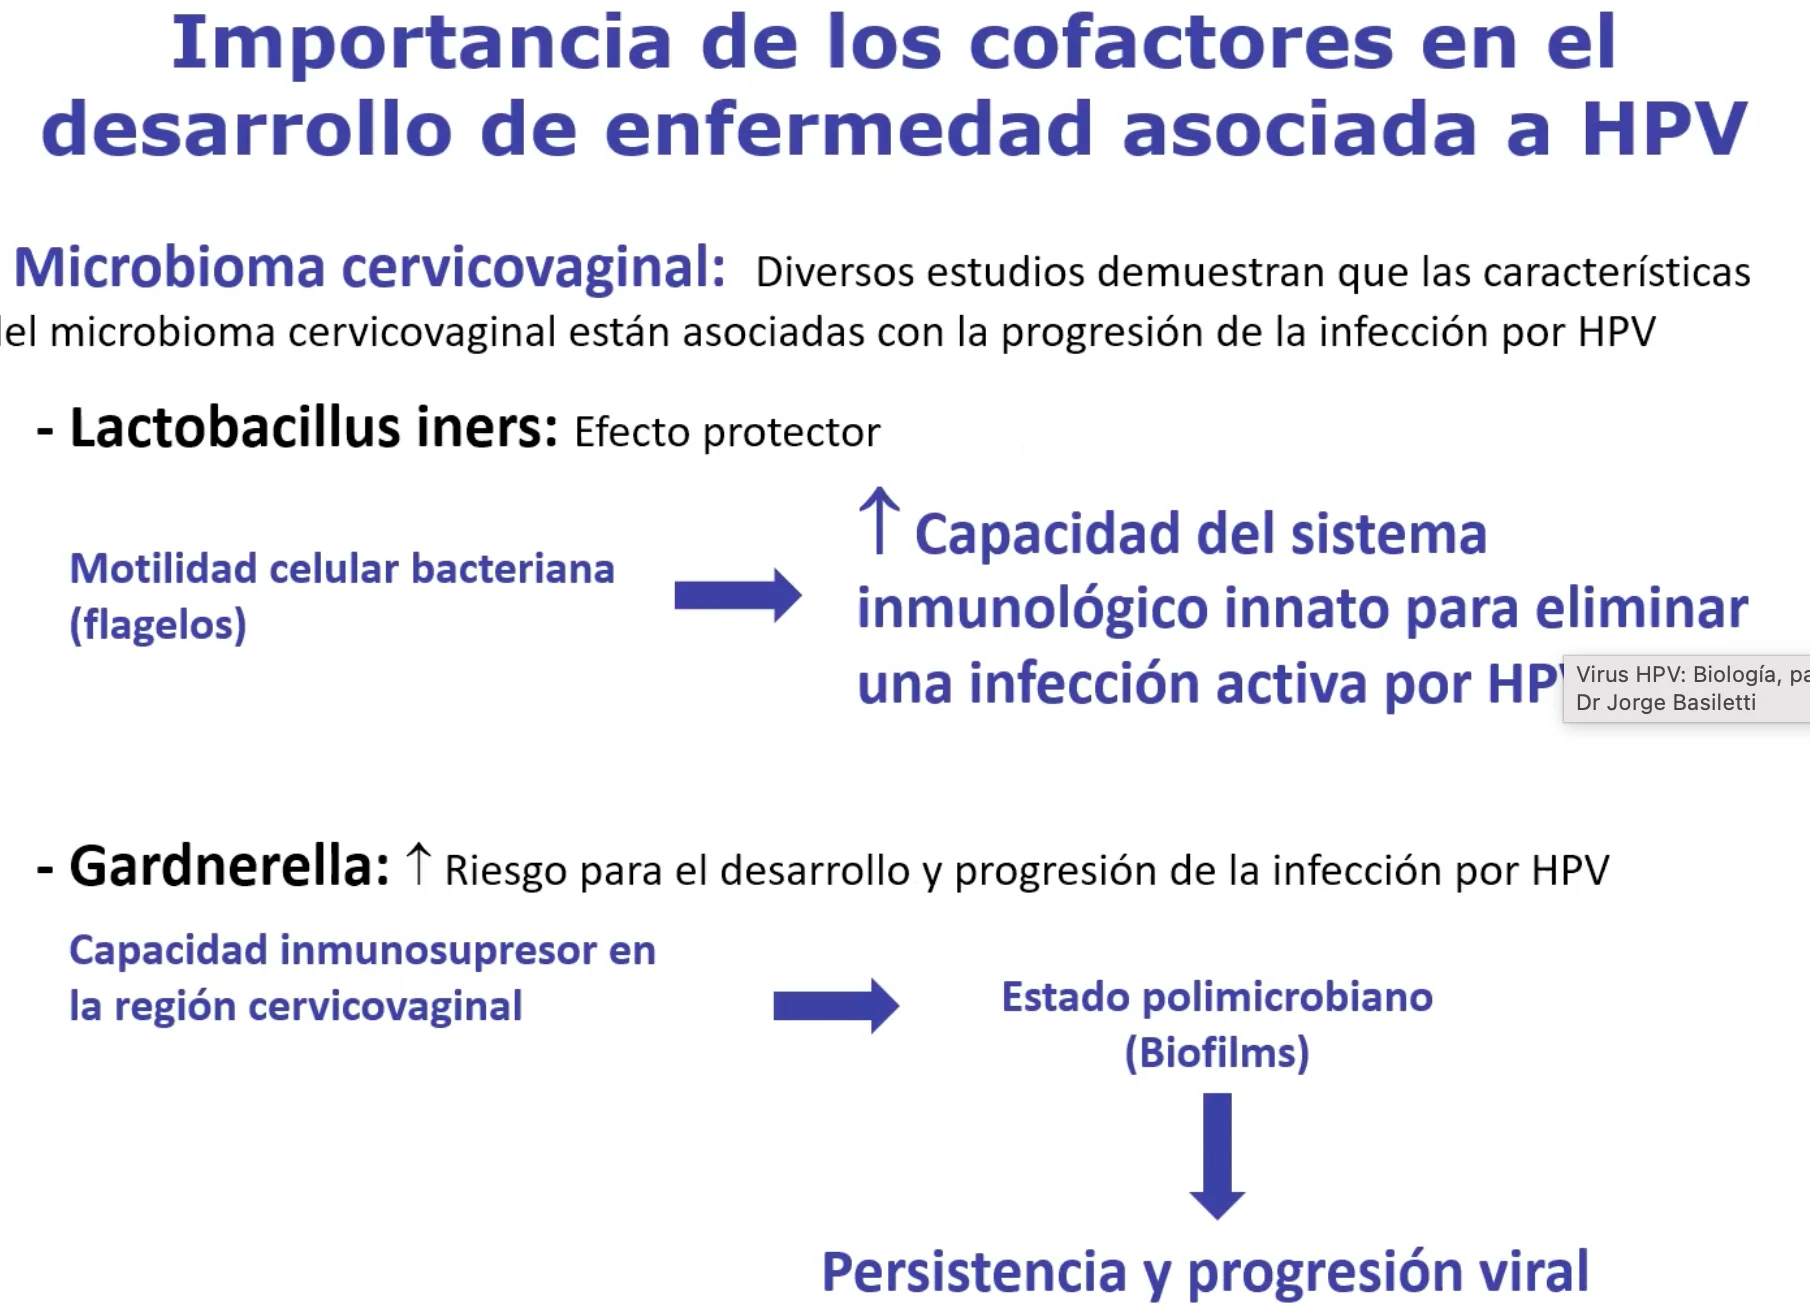 Importancia de los cofactores en el
desarrollo de enfermedad asociada a HPV
Microbioma cervicovaginal: Diversos estudios demuestran que las características
del microbioma cervicovaginal están asociadas con la progresión de la infección por HPV
- Lactobacillus iners: Efecto protector
Motilidad celular bacteriana
(flagelos)
↑ Capacidad del sistema
inmunológico innato para eliminar
una infección activa por HPV
Virus HPV: Biología,
Dr Jorge Basiletti
- Gardnerella: ↑ Riesgo para el desarrollo y progresión de la infección por HPV
Capacidad inmunosupresor en
la región cervicovaginal
Estado polimicrobiano
(Biofilms)
Persistencia y progresión viral